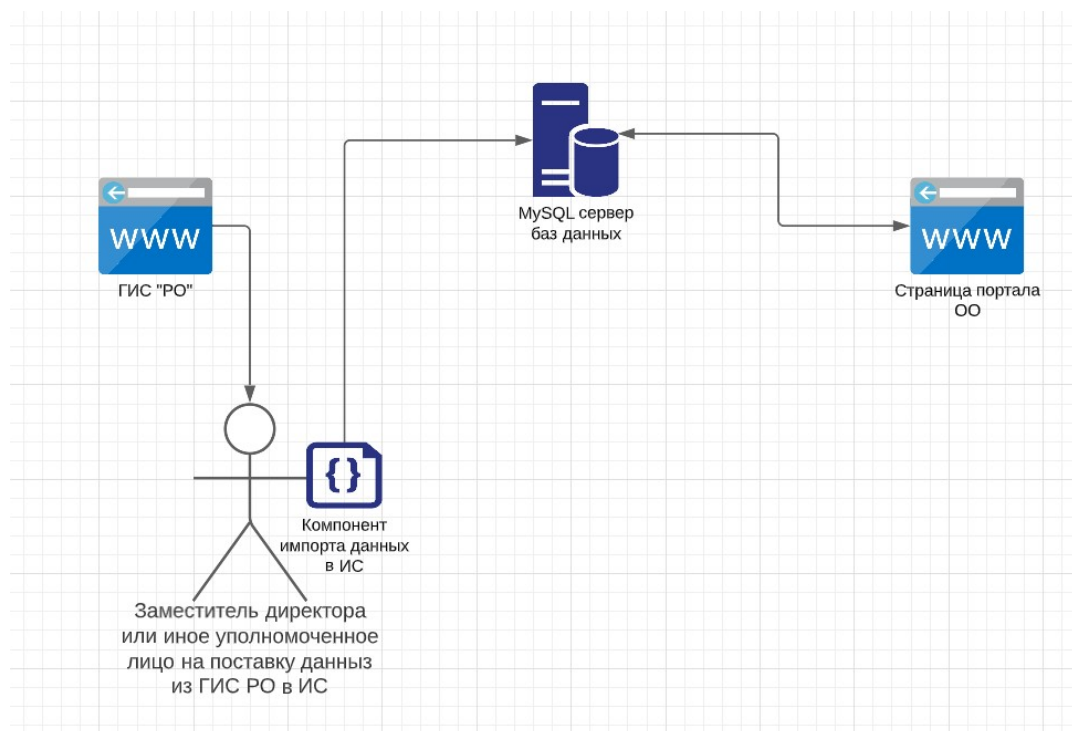 MySQL сервер
баз данных
WWW
ГИС "РО"
WWW
Страница портала
ОО
{}
Компонент
импорта данных
в ИС
Заместитель директора
или иное уполномоченное
лицо на поставку данныз
из ГИС РО в ИС